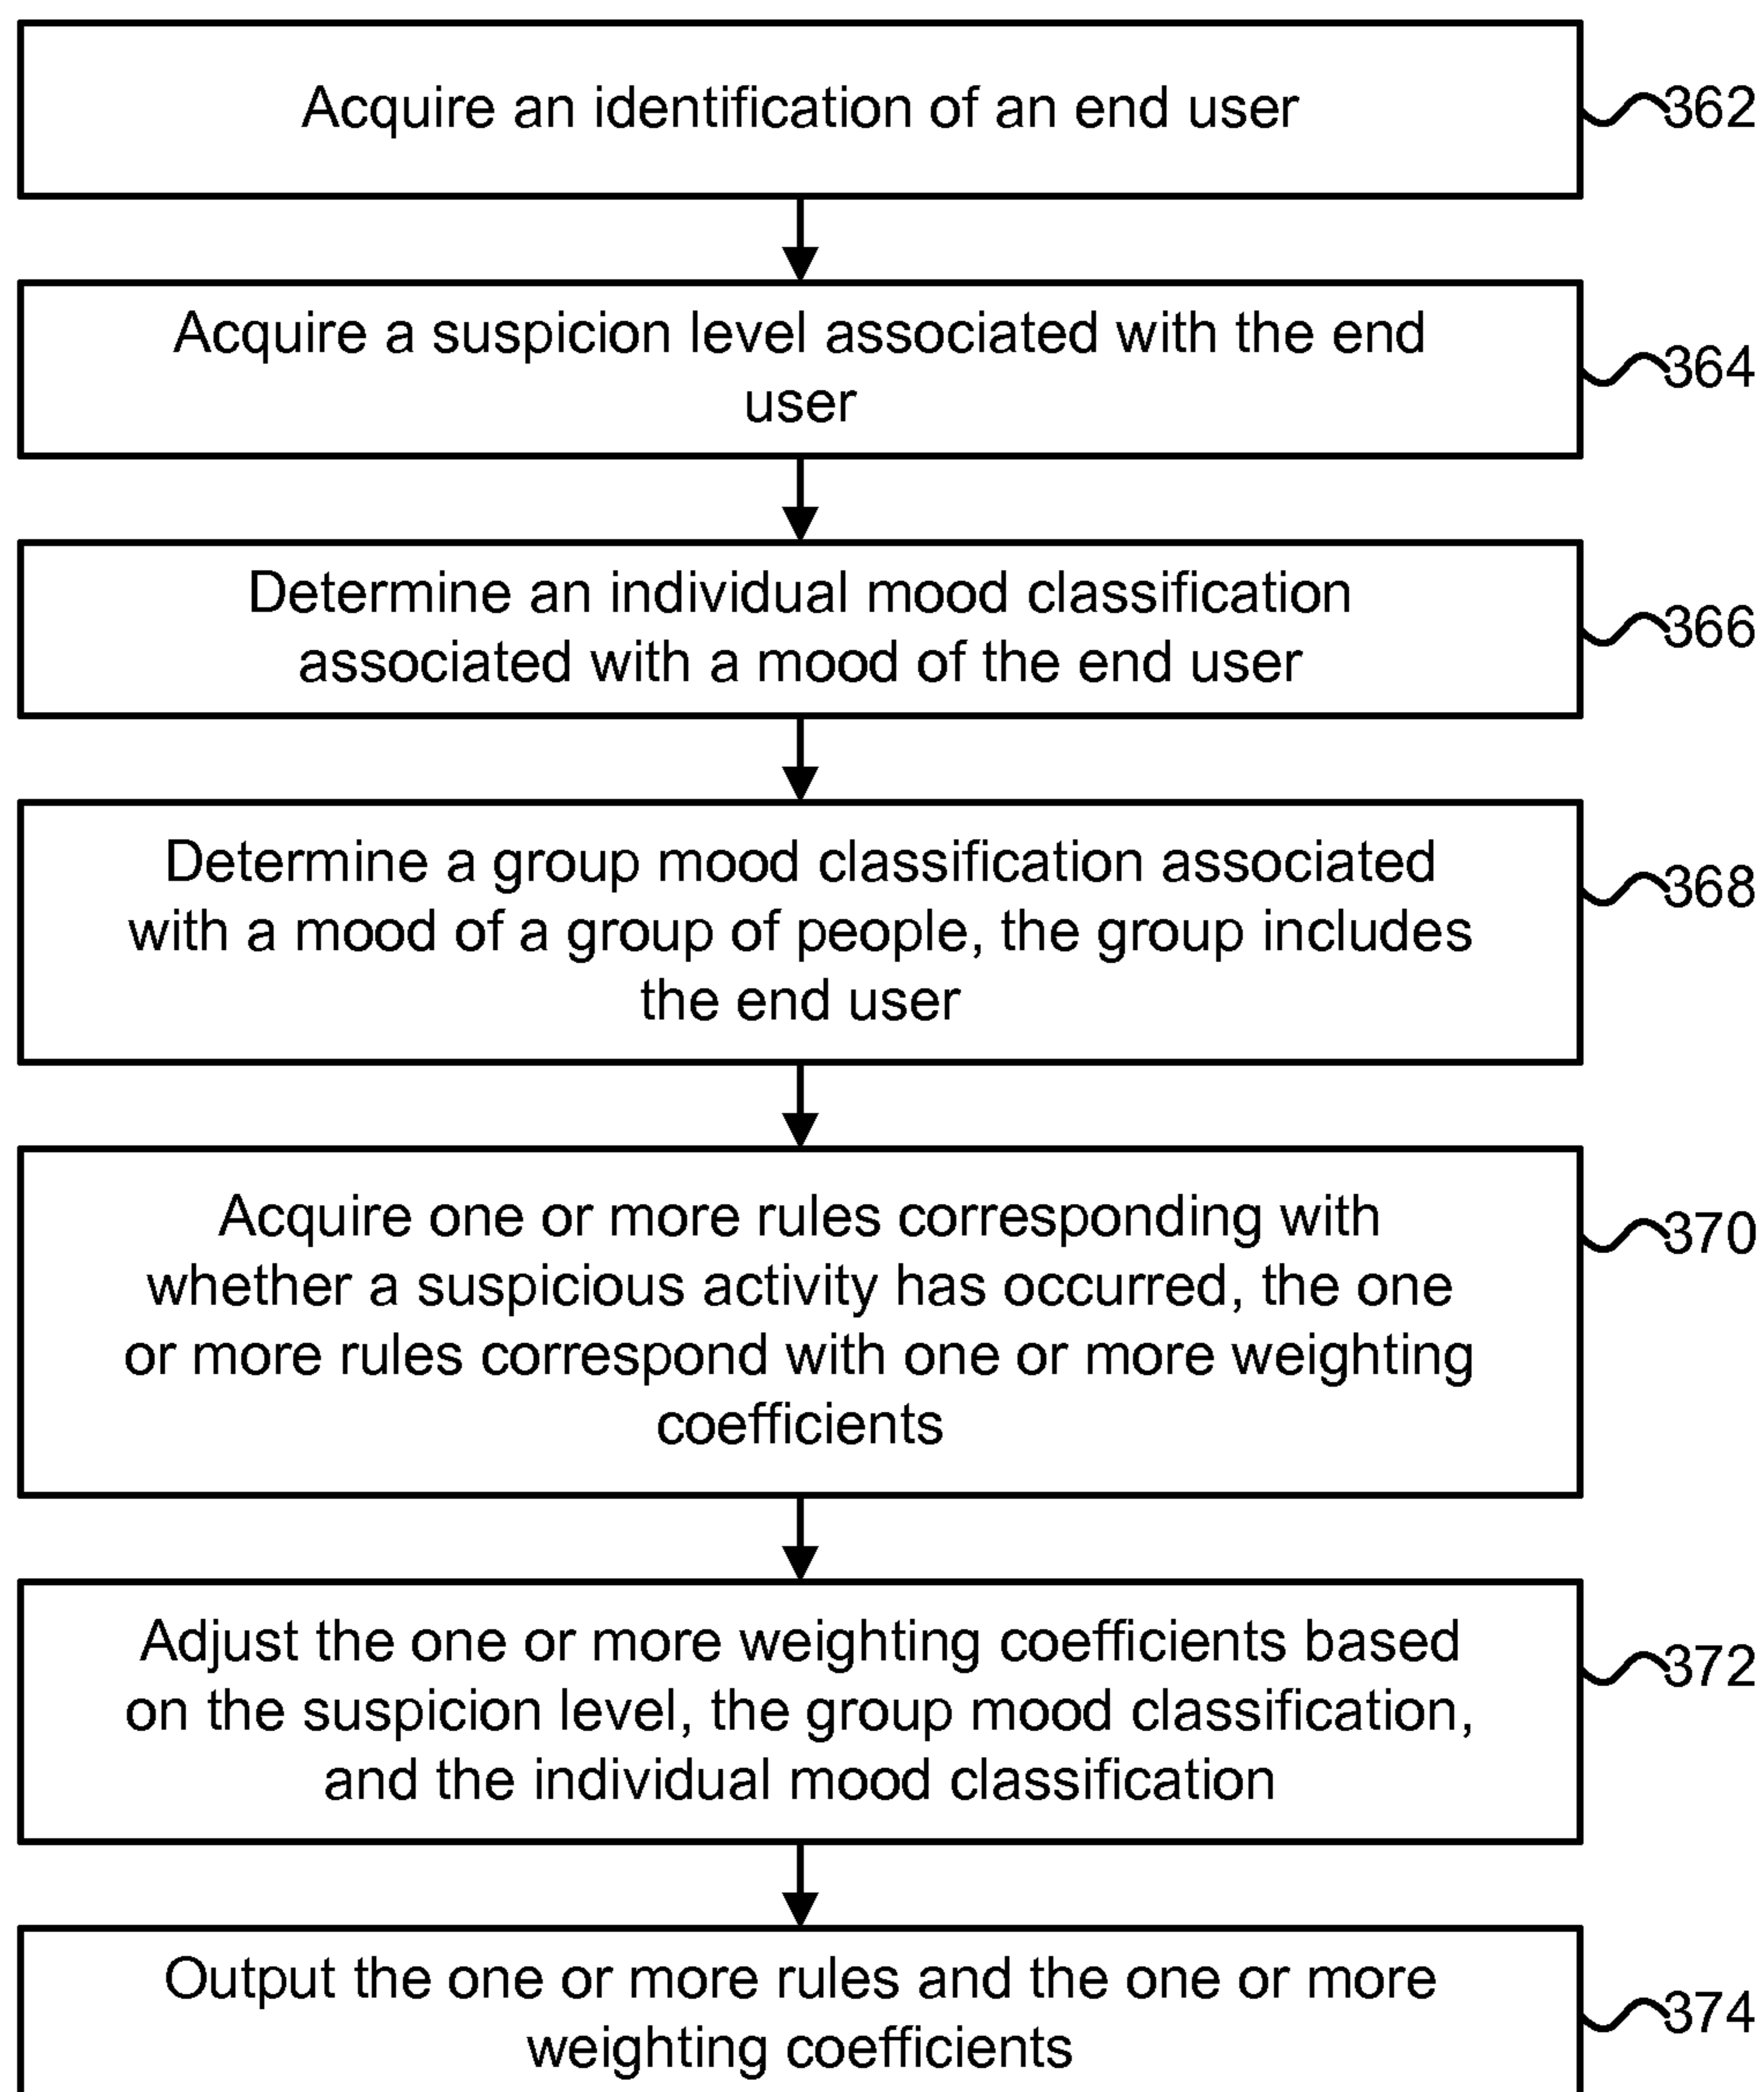 Acquire an identification of an end user
362
Acquire a suspicion level associated with the end
user
364
Determine an individual mood classification
associated with a mood of the end user
366
Determine a group mood classification associated
with a mood of a group of people, the group includes
the end user
368
Acquire one or more rules corresponding with
whether a suspicious activity has occurred, the one
or more rules correspond with one or more weighting
coefficients
370
Adjust the one or more weighting coefficients based
on the suspicion level, the group mood classification,
and the individual mood classification
372
Output the one or more rules and the one or more
weighting coefficients
374